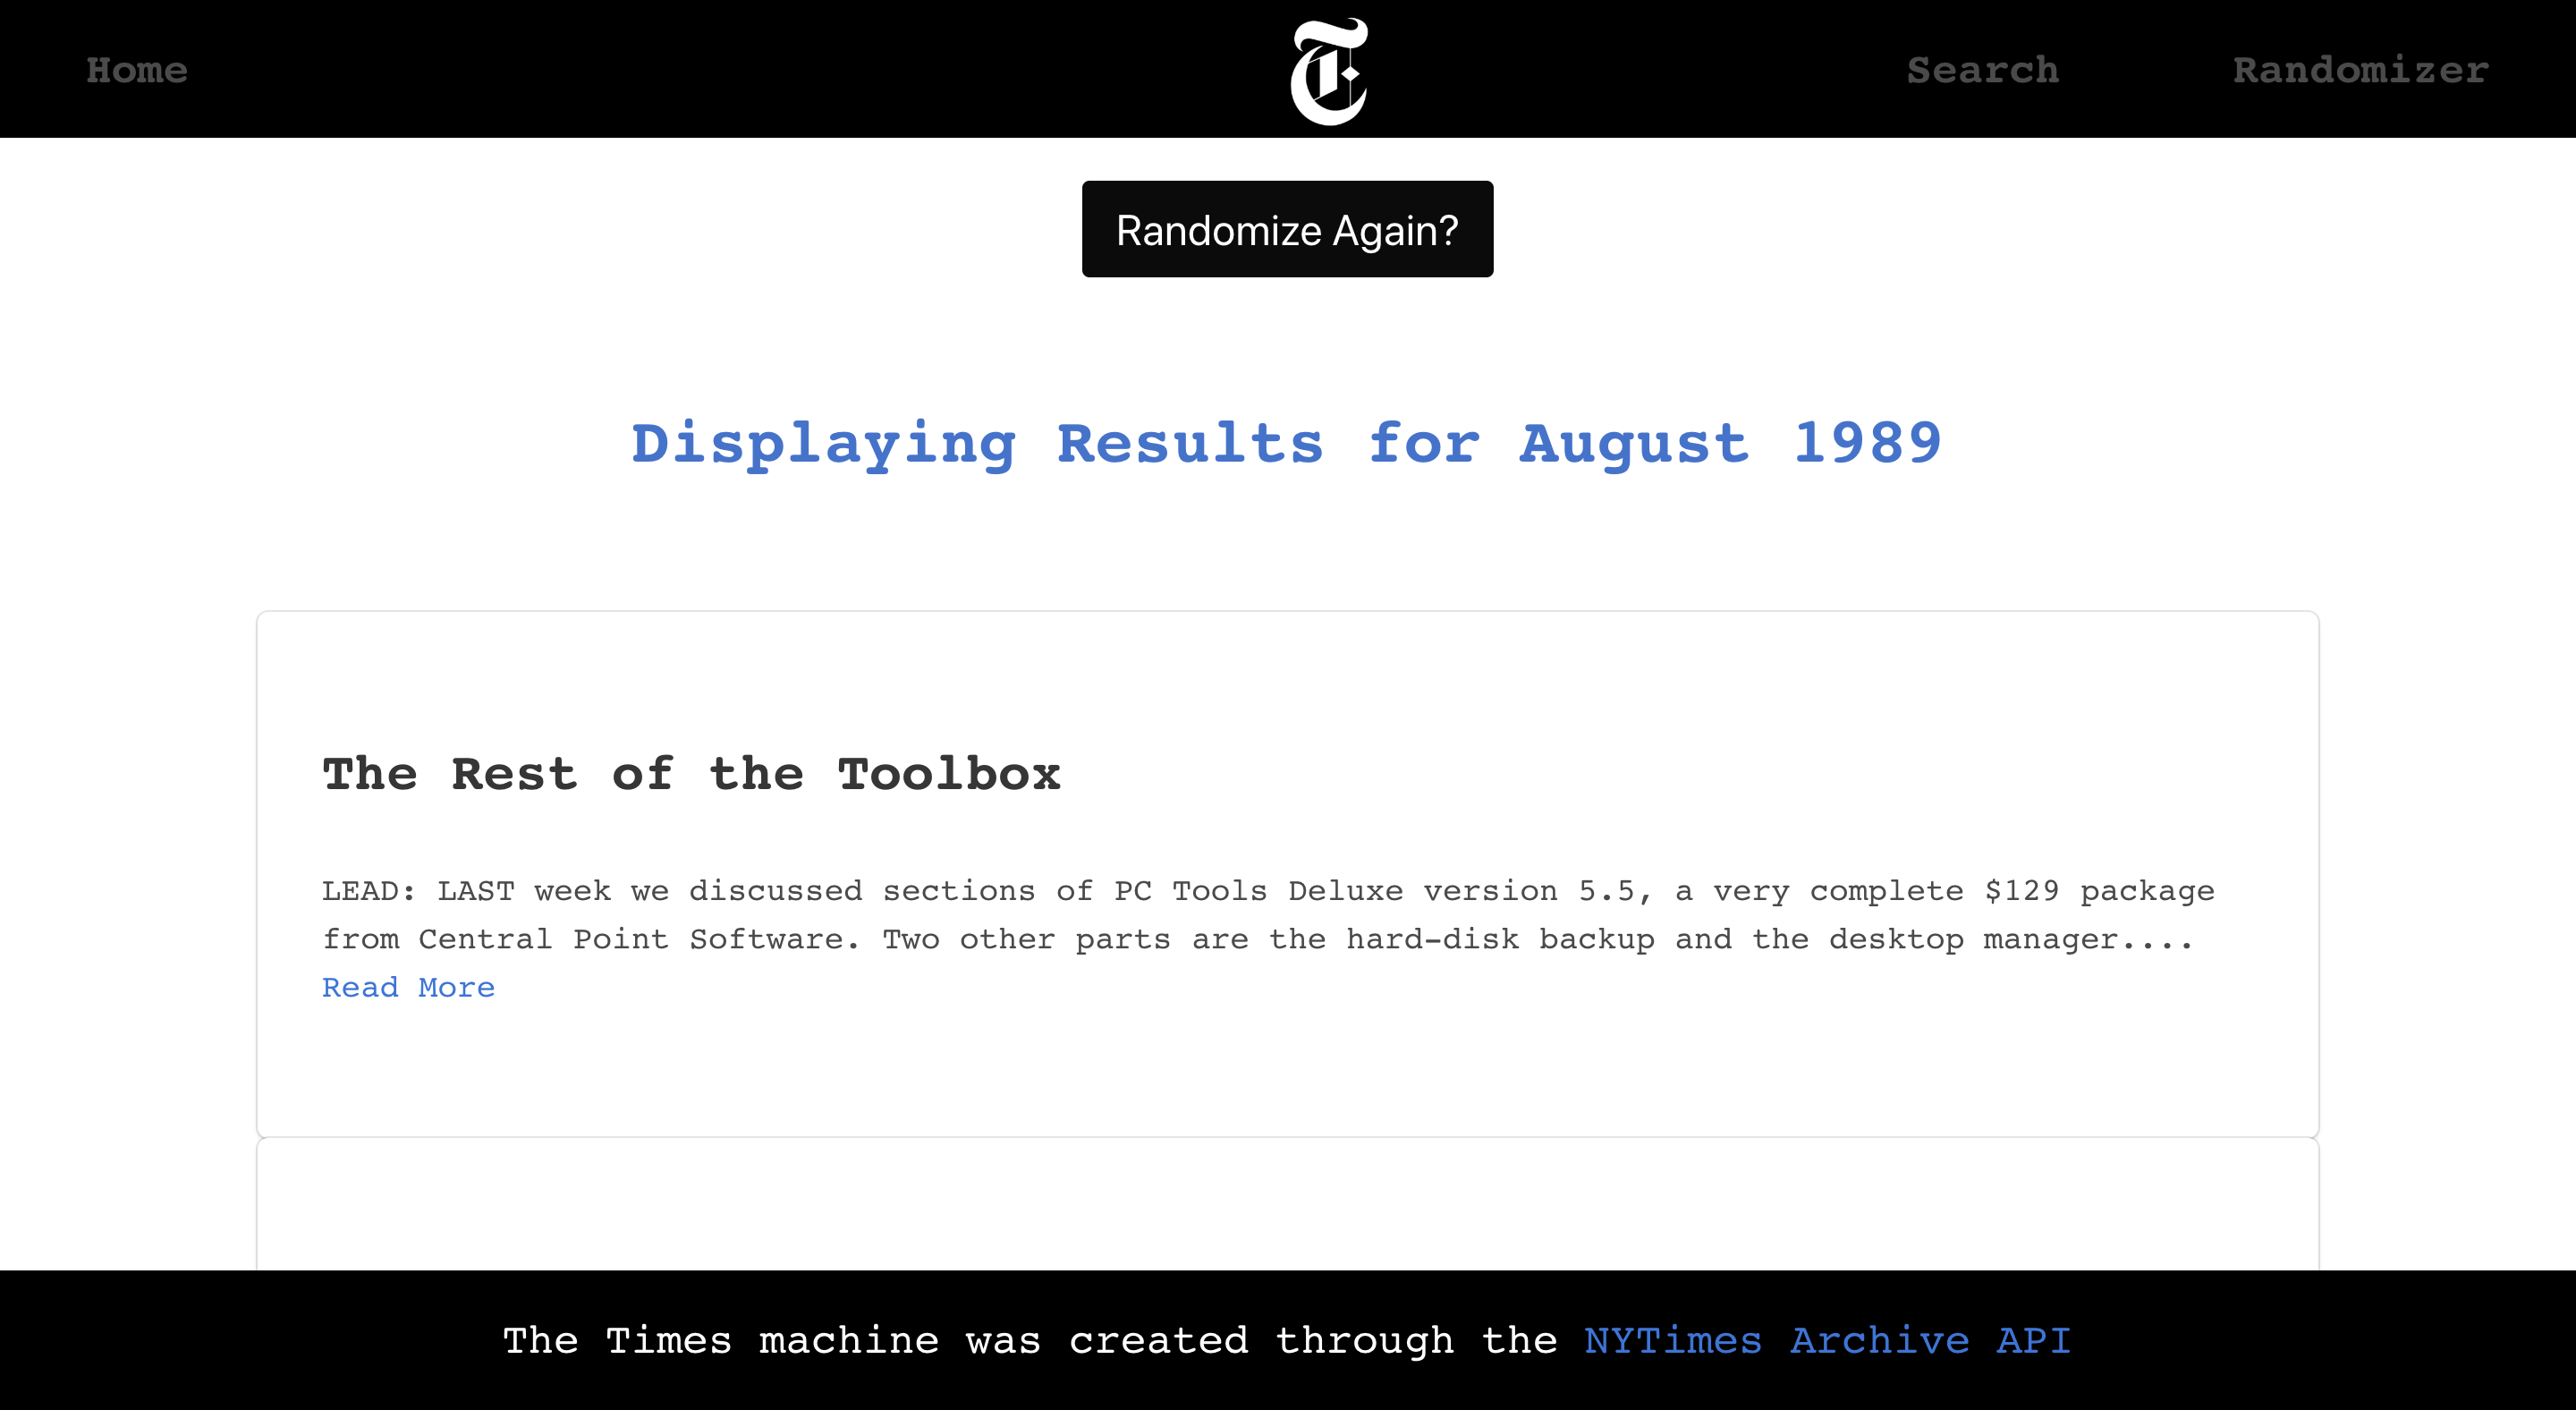 Home
Search
Randomizer
Randomize Again?
Displaying Results for August 1989
The Rest of the Toolbox
LEAD: LAST week we discussed sections of PC Tools Deluxe version 5.5, a very complete $129 package
from Central Point Software. Two other parts are the hard-disk backup and the desktop manager....
Read More
The Times machine was created through the NYTimes Archive API